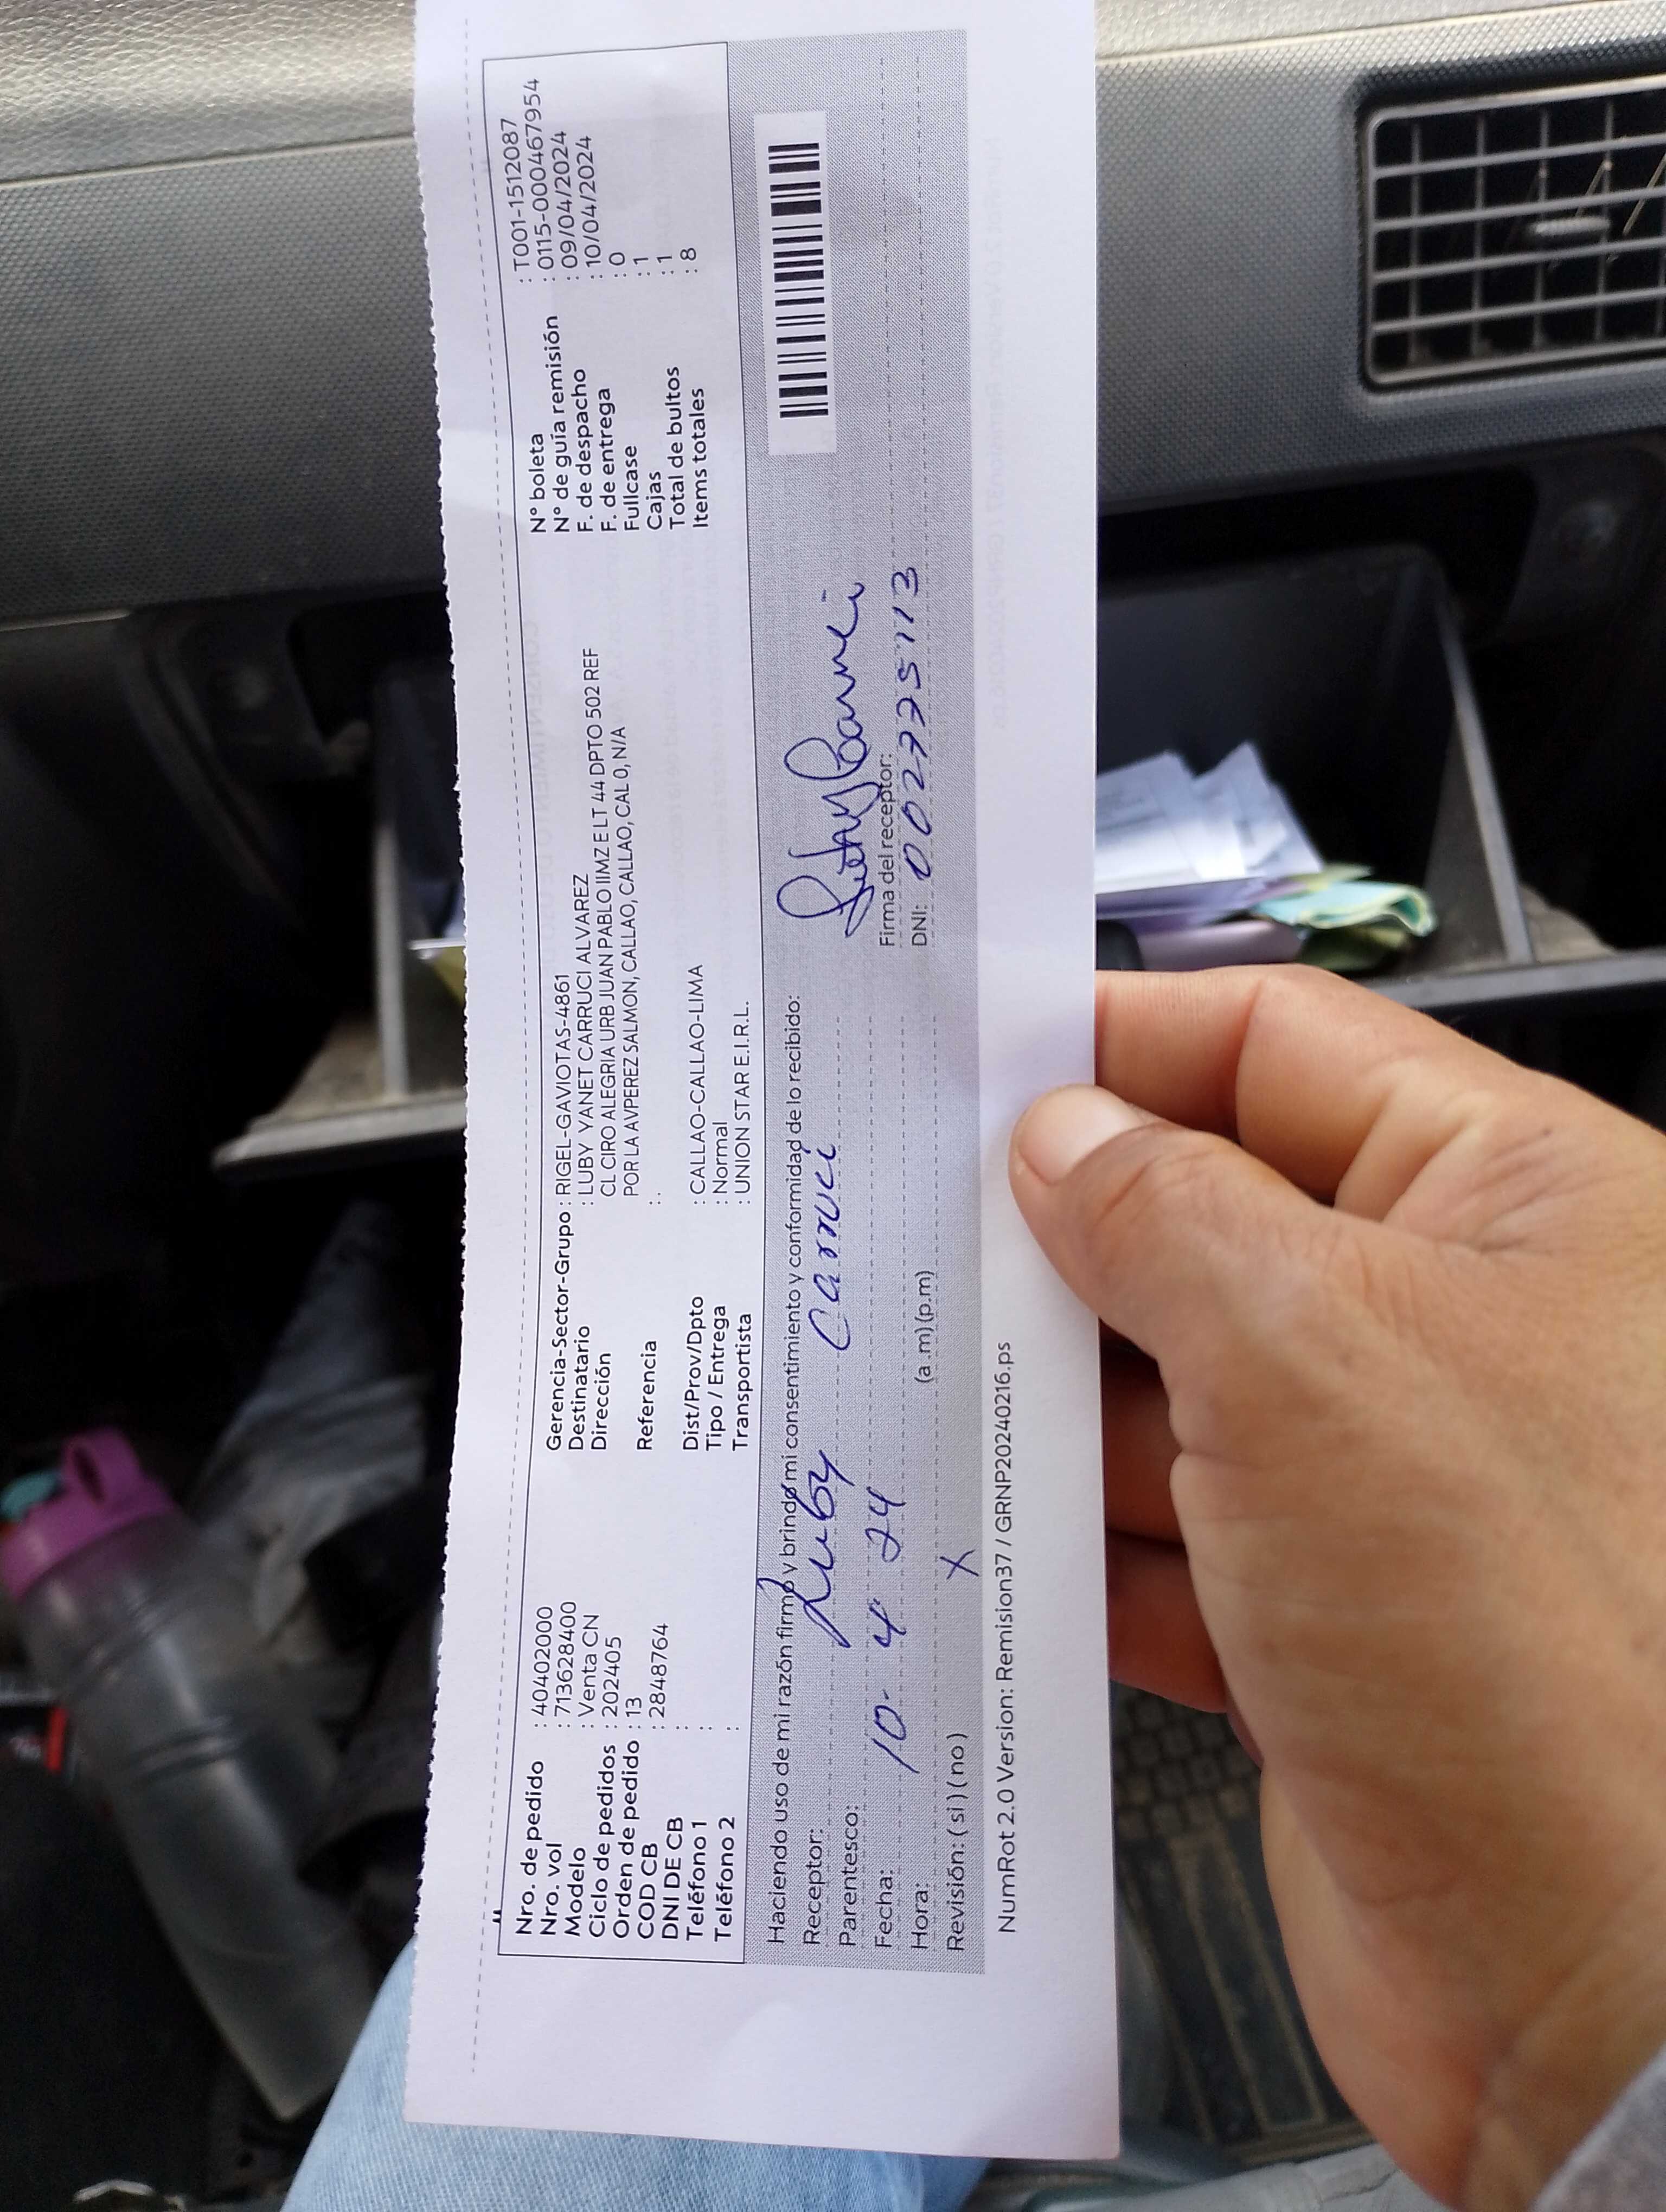 Nro. de pedido : 40402000
Nro. vol : 713628400
Modelo : Venta CN
Ciclo de pedidos : 202405
Orden de pedido : 13
COD CB : 2848764
DNI DE CB :
Teléfono 1 :
Teléfono 2 :
Gerencia-Sector-Grupo : RIGEL-GAVIOTAS-4861
Destinatario : LUBY YANET CARRUCI ALVAREZ
Dirección CL CIRO ALEGRIA URB JUAN PABLO IIMZ E LT 44 DPTO 502 REF
POR LA AVPEREZ SALMON, CALLAO, CALLAO, CAL 0, N/A
Referencia : .
Dist/Prov/Dpto : CALLAO-CALLAO-LIMA
Tipo / Entrega : Normal
Transportista : UNION STAR E.I.R.L.
N° boleta : T001-1512087
N° de guía remisión : 0115-0004679​54
F. de despacho : 09/04/2024
F. de entrega : 10/04/2024
Fullcase : 0
Cajas : 1
Total de bultos : 1
Items totales : 8
Haciendo uso de mi razón firmo y brindo mi consentimiento y conformidad de lo recibido:
Receptor: Luby Carruci
Parentesco:
Fecha: 10. 4 24
Hora: (a.m)(p.m)
Revisión: ( si ) ( no ) X
Firma del receptor:
DNI: 002775113
NumRot 2.0 Version: Remision37 / GRNP20240216.ps